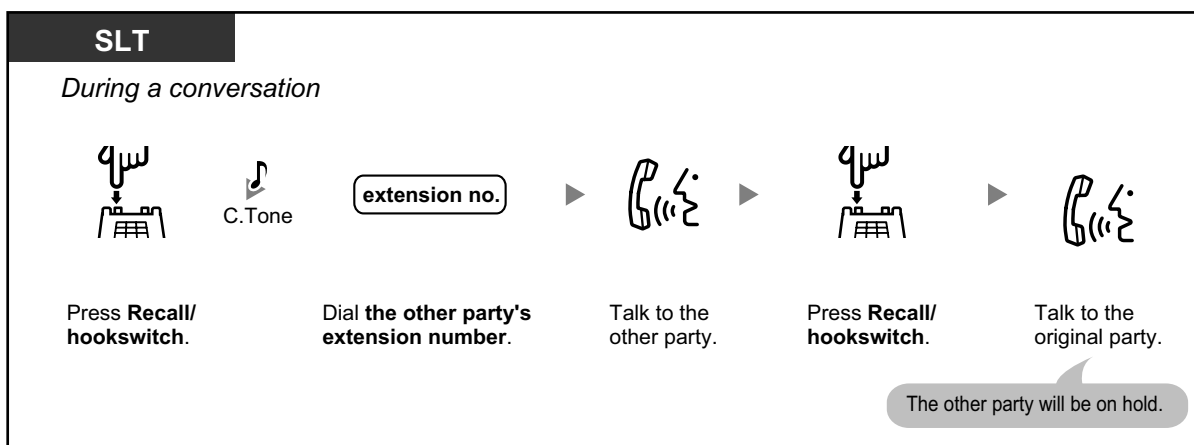 SLT
During a conversation
C.Tone
extension no.
Press Recall/
hookswitch.
Dial the other party's
extension number.
Talk to the
other party.
Press Recall/
hookswitch.
Talk to the
original party.
The other party will be on hold.